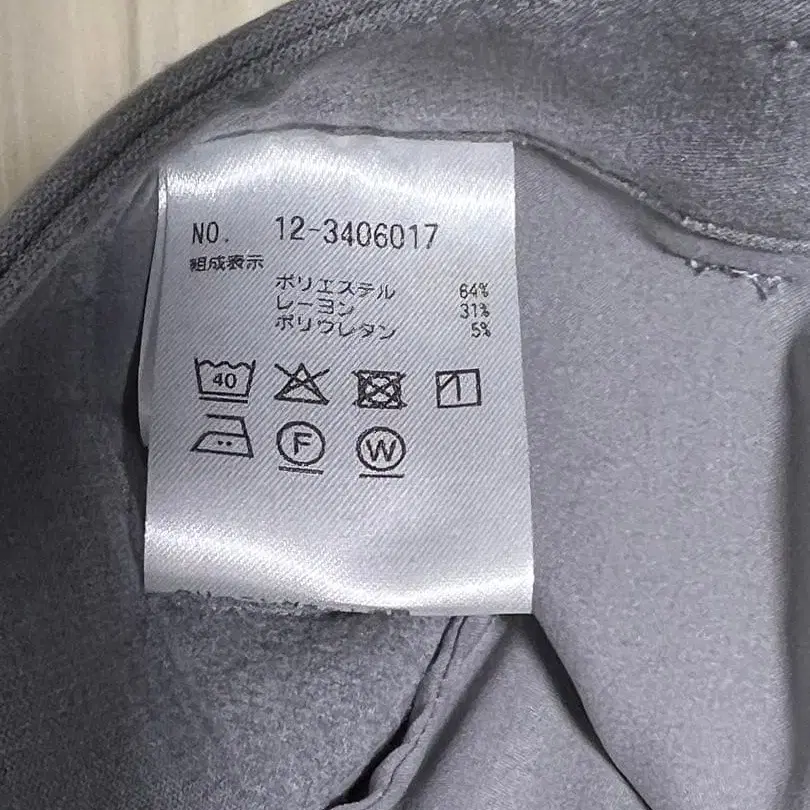 NO. 12-3406017
組成表示
ポリエステル 64%
レーヨン 31%
ポリウレタン 5%
40
F W